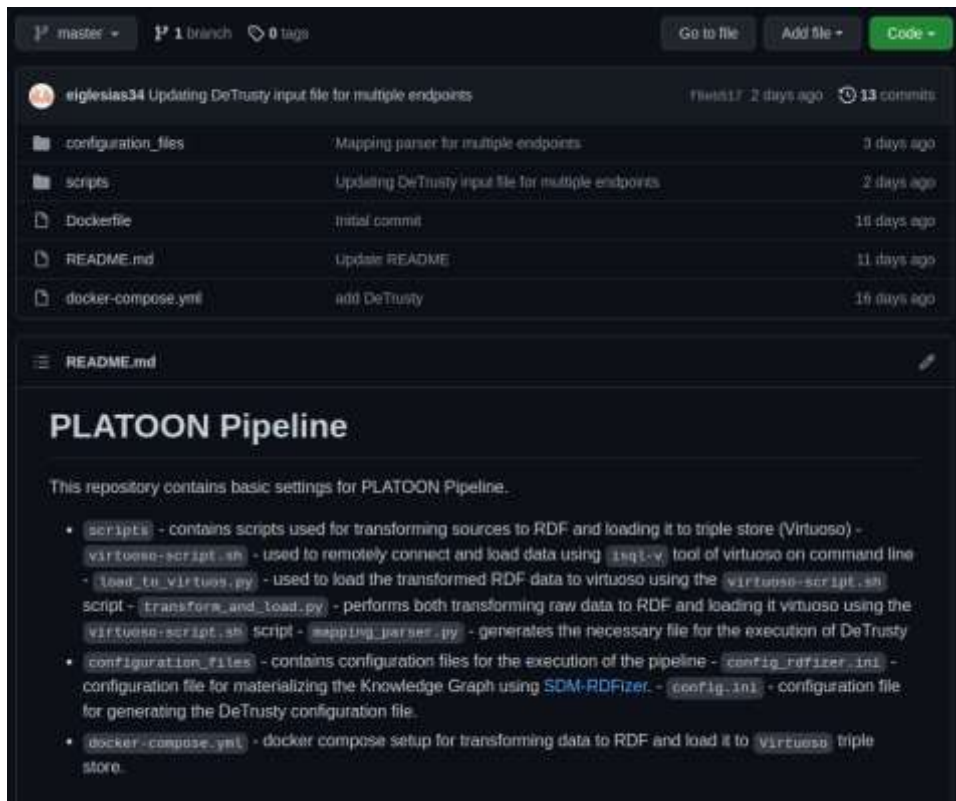 master
1 branch
0 tags
Go to file
Add file
Code
eiglesias34 Updating DeTrusty input file for multiple endpoints
2 days ago
13 commits
configuration_files Mapping parser for multiple endpoints 3 days ago
scripts Updating DeTrusty input file for multiple endpoints 2 days ago
Dockerfile Initial commit 16 days ago
README.md Update README 11 days ago
docker-compose.yml add DeTrusty 16 days ago
README.md
PLATOON Pipeline
This repository contains basic settings for PLATOON Pipeline.
• scripts - contains scripts used for transforming sources to RDF and loading it to triple store (Virtuoso) -
virtuoso-script.sh - used to remotely connect and load data using isql-v tool of virtuoso on command line
- load_to_virtuos.py - used to load the transformed RDF data to virtuoso using the virtuoso-script.sh
script - transform_and_load.py - performs both transforming raw data to RDF and loading it virtuoso using the
virtuoso-script.sh script - mapping_parser.py - generates the necessary file for the execution of DeTrusty
• configuration_files - contains configuration files for the execution of the pipeline - config_rdfizer.ini -
configuration file for materializing the Knowledge Graph using SDM-RDFizer. - config.ini - configuration file
for generating the DeTrusty configuration file.
• docker-compose.yml - docker compose setup for transforming data to RDF and load it to Virtuoso triple
store.